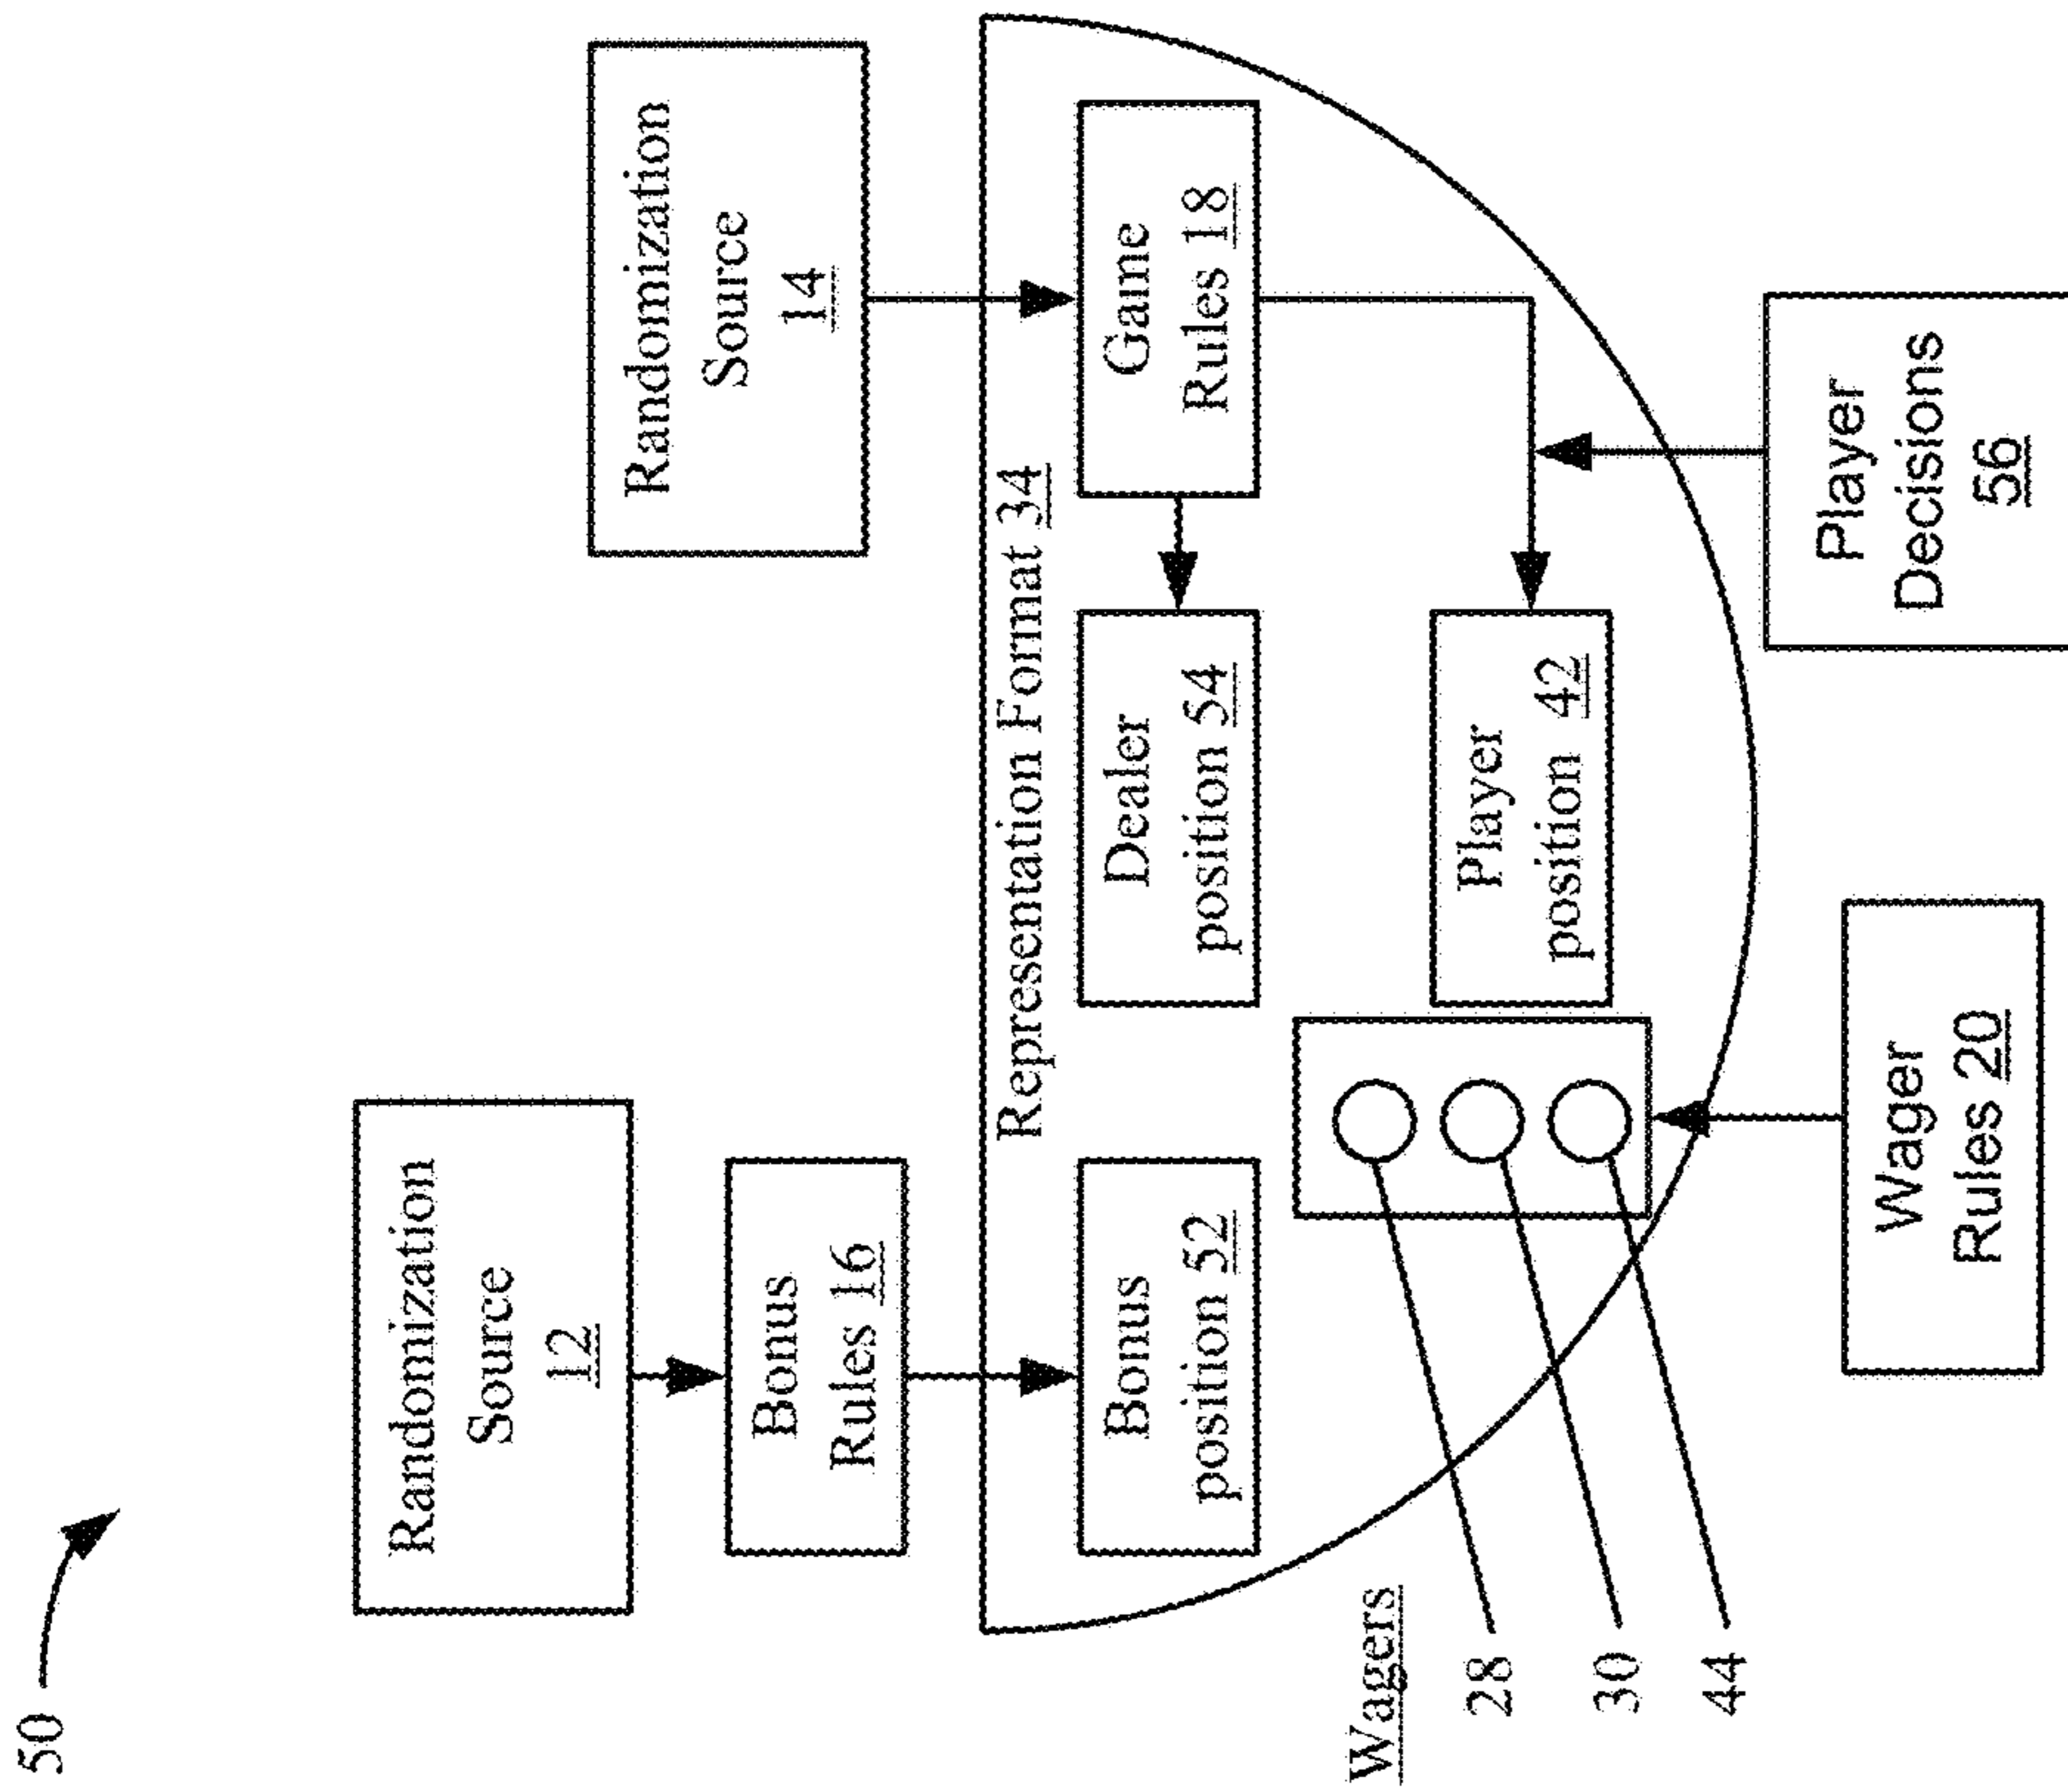 50
Randomization
Source
12
Bonus
Rules 16
Randomization
Source
14
Representation Format 34
Bonus
position 52
Dealer
position 54
Game
Rules 18
Wagers
28
30
44
Player
position 42
Wager
Rules 20
Player
Decisions
56